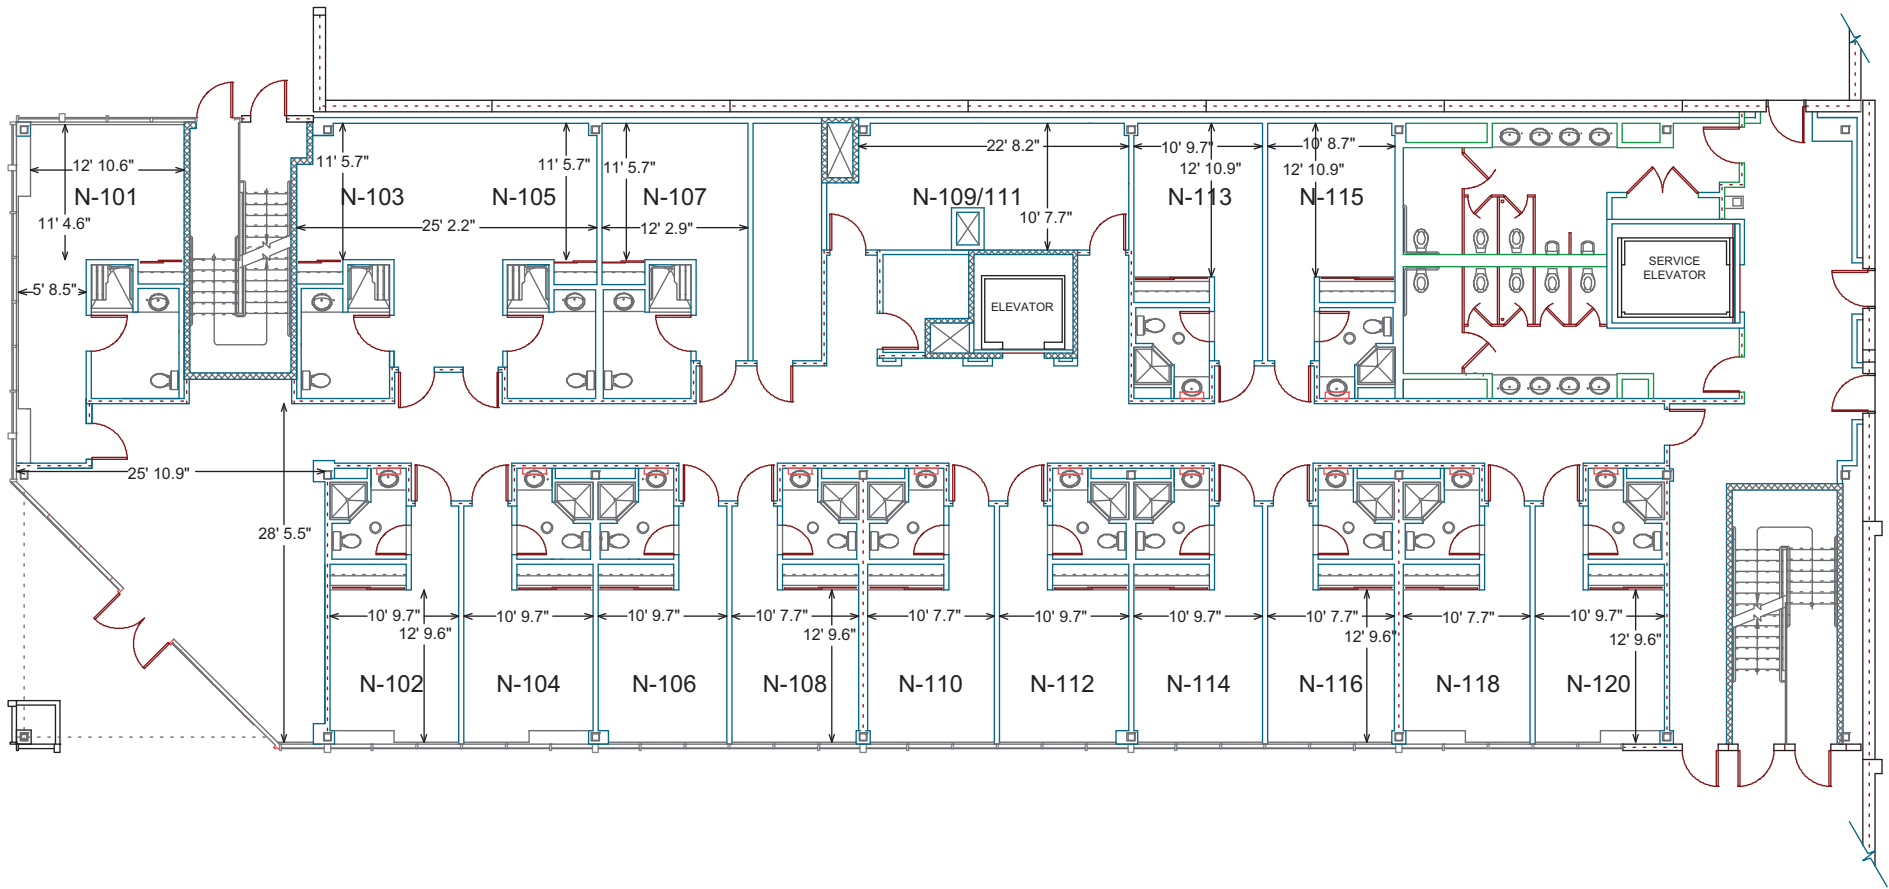 11' 5.7"
11' 5.7"
11' 5.7"
22' 8.2"
10' 9.7"
10' 8.7"
12' 10.6"
12' 10.9"
12' 10.9"
N-101
N-103
N-105
N-107
N-109/111
N-113
N-115
11' 4.6"
25' 2.2"
12' 2.9"
10' 7.7"
SERVICE
ELEVATOR
5' 8.5"
ELEVATOR
25' 10.9"
28' 5.5"
10' 9.7"
10' 9.7"
10' 9.7"
10' 7.7"
10' 7.7"
10' 9.7"
10' 9.7"
10' 7.7"
10' 7.7"
10' 9.7"
12' 9.6"
12' 9.6"
12' 9.6"
12' 9.6"
N-102
N-104
N-106
N-108
N-110
N-112
N-114
N-116
N-118
N-120